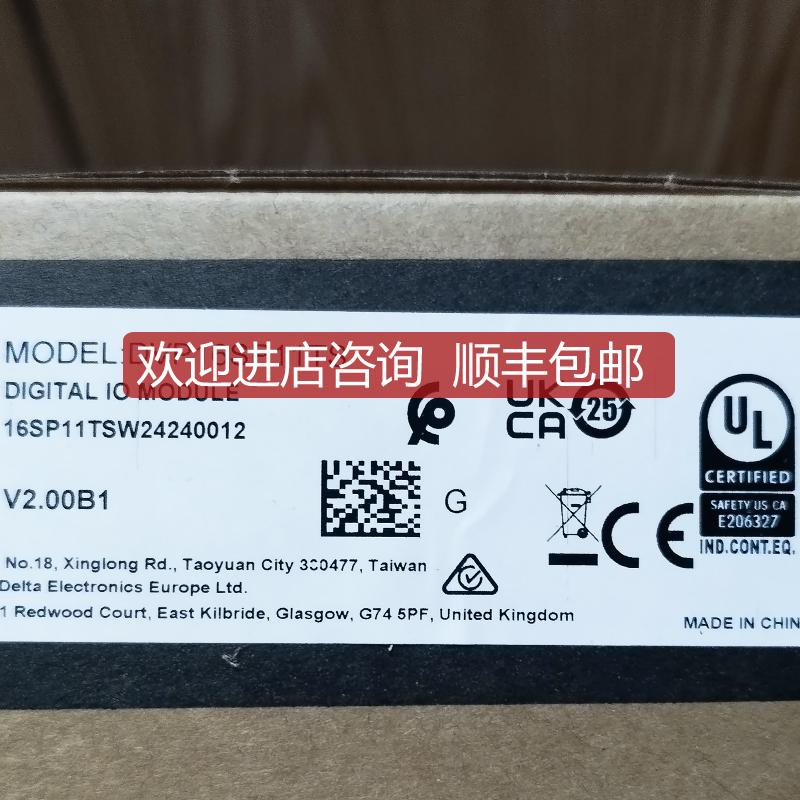 MODEL:
欢迎进店咨询 顺丰包邮
DIGITAL IO MODULE
16SP11TSW24240012
UK
CA
25
UL
CERTIFIED
SAFETY US CA
E206327
IND.CONT.EQ.
V2.00B1
G
CE
No.18, Xinglong Rd., Taoyuan City 330477, Taiwan
Delta Electronics Europe Ltd.
1 Redwood Court, East Kilbride, Glasgow, G74 5PF, United Kingdom
MADE IN CHIN